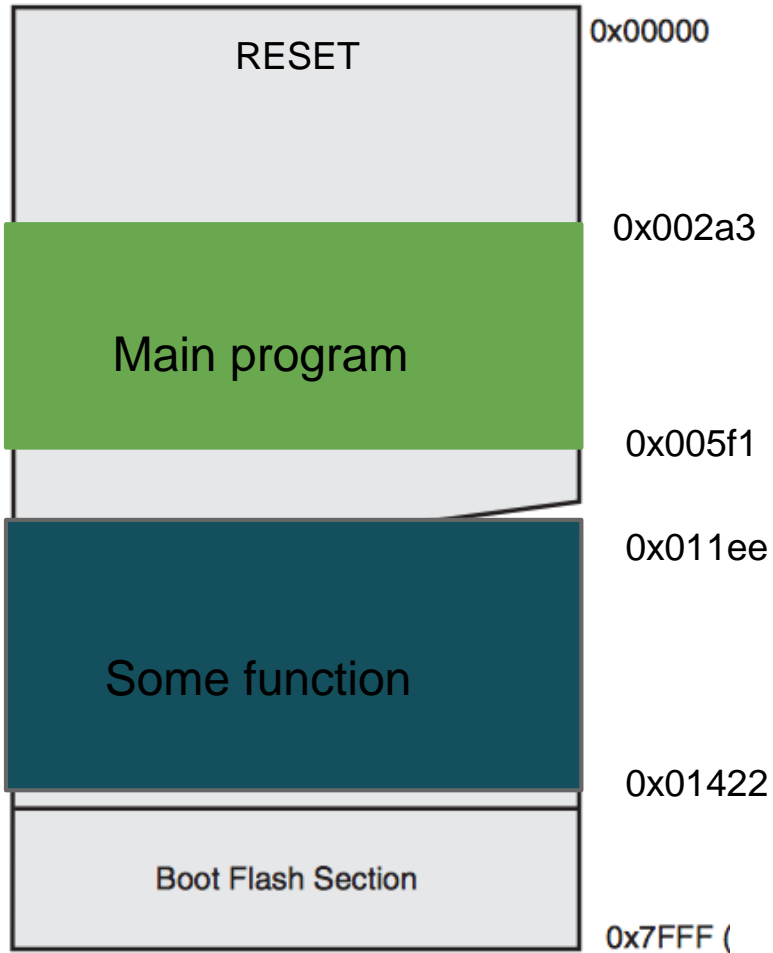 RESET
0x00000
0x002a3
Main program
0x005f1
0x011ee
Some function
0x01422
Boot Flash Section
0x7FFF (